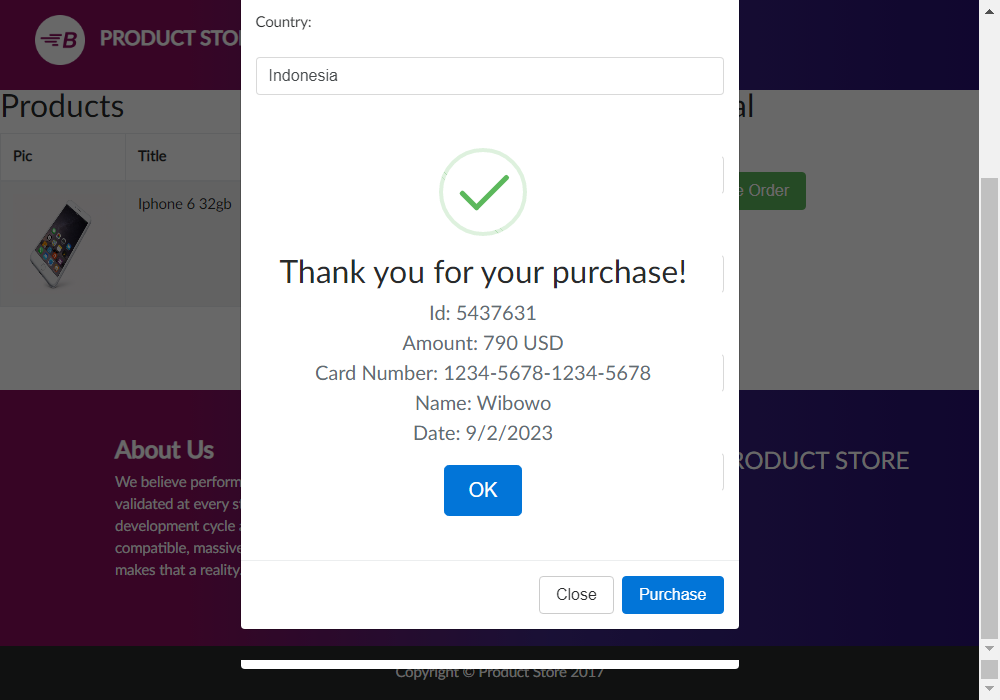 B
PRODUCT STO
Country:
Indonesia
Products
al
Pic
Title
Iphone 6 32gb
e Order
Thank you for your purchase!
Id: 5437631
Amount: 790 USD
Card Number: 1234-5678-1234-5678
Name: Wibowo
Date: 9/2/2023
OK
About Us
We believe perform
validated at every s
development cycle
compatible, massive
makes that a reality.
RODUCT STORE
Close
Purchase
Copyright © Product Store 2017